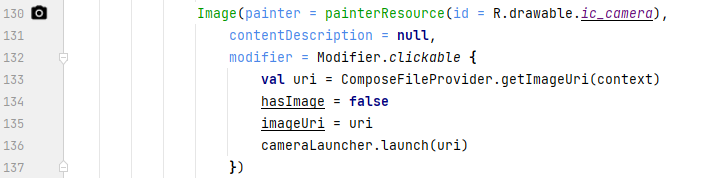 130 Image(painter = painterResource(id = R.drawable.ic_camera),
131 contentDescription = null,
132 modifier = Modifier.clickable {
133 val uri = ComposeFileProvider.getImageUri(context)
134 hasImage = false
135 imageUri = uri
136 cameraLauncher.launch(uri)
137 })